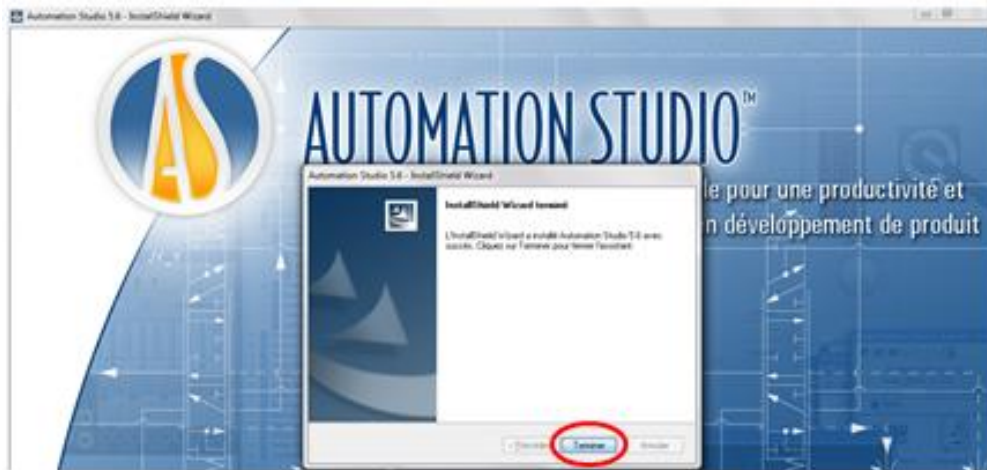 Automation Studio 5.6 - InstallShield Wizard
AS
AUTOMATION STUDIO™
le pour une productivité et
n développement de produit
Automation Studio 5.6 - InstallShield Wizard
InstallShield Wizard terminé
L'InstallShield Wizard a installé Automation Studio 5.6 avec
succès. Cliquez sur Terminer pour fermer l'assistant.
< Précédent
Terminer
Annuler